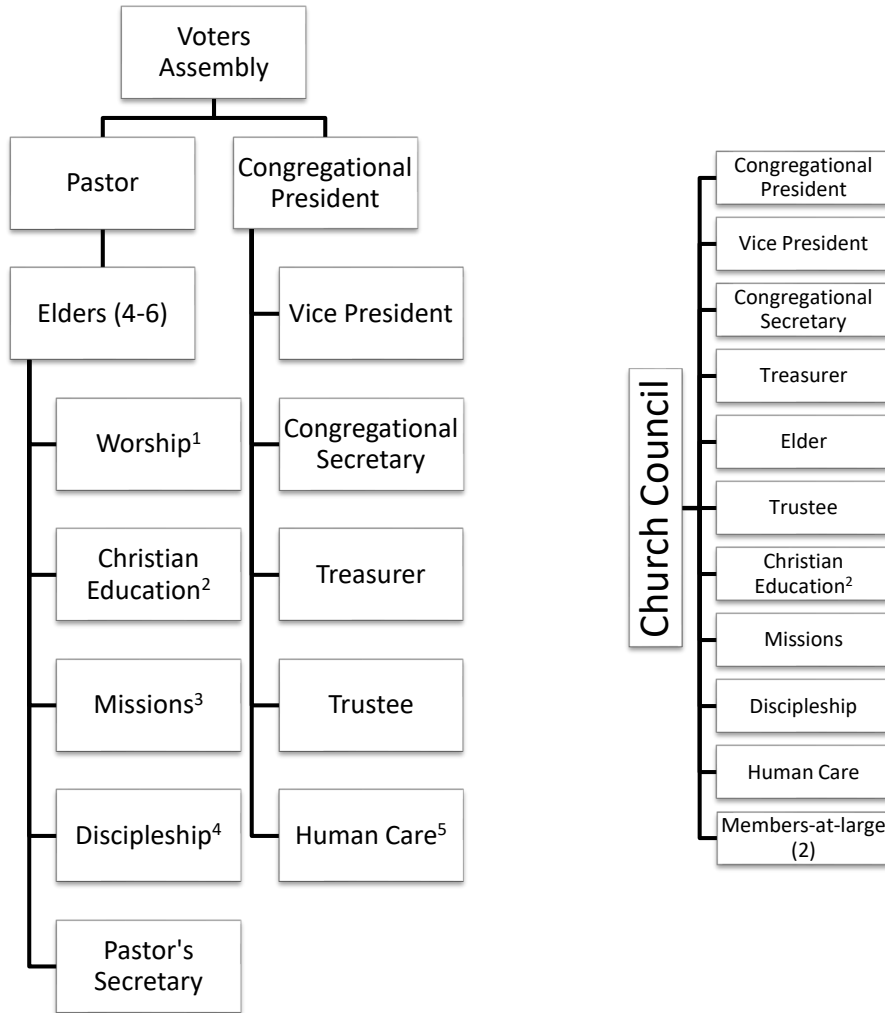 Voters
Assembly
Pastor
Congregational
President
Elders (4-6)
Vice President
Worship¹
Congregational
Secretary
Christian
Education²
Treasurer
Missions³
Trustee
Discipleship⁴
Human Care⁵
Pastor's
Secretary
Church Council
Congregational
President
Vice President
Congregational
Secretary
Treasurer
Elder
Trustee
Christian
Education²
Missions
Discipleship
Human Care
Members-at-large
(2)